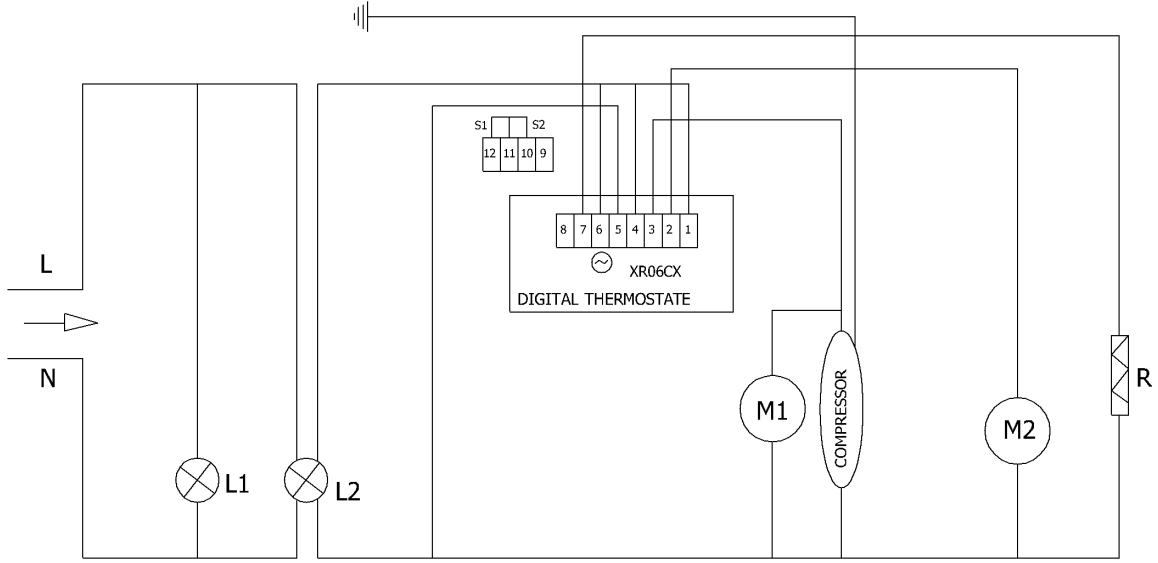 S1 S2
12 11 10 9
8 7 6 5 4 3 2 1
L
XR06CX
DIGITAL THERMOSTATE
N
R
M1
COMPRESSOR
M2
L1
L2